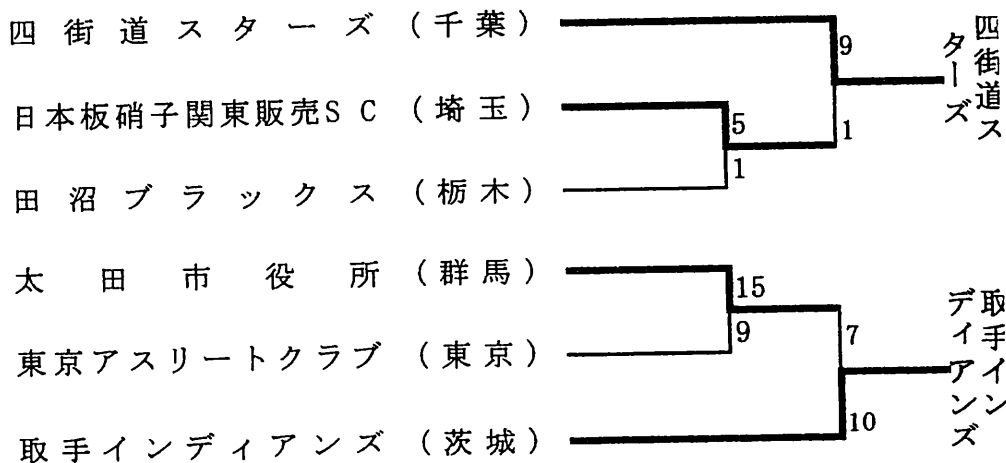 四街道スターズ (千葉)
日本板硝子関東販売SC (埼玉)
田沼ブラックス (栃木)
太田市役所 (群馬)
東京アスリートクラブ (東京)
取手インディアンズ (茨城)
9
1
5
1
15
9
7
10
四街道スターズ
取手インディアンズ